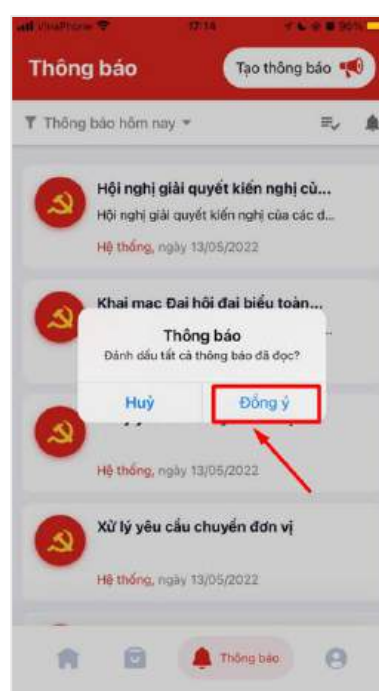 VinaPhone 17:14 90%
Thông báo
Tạo thông báo
Thông báo hôm nay
Hội nghị giải quyết kiến nghị củ...
Hội nghị giải quyết kiến nghị của các d...
Hệ thống, ngày 13/05/2022
Khai mạc Đại hội đại biểu toàn...
Thông báo
Đánh dấu tất cả thông báo đã đọc?
Huỷ
Đồng ý
Hệ thống, ngày 13/05/2022
Xử lý yêu cầu chuyển đơn vị
Hệ thống, ngày 13/05/2022
Thông báo